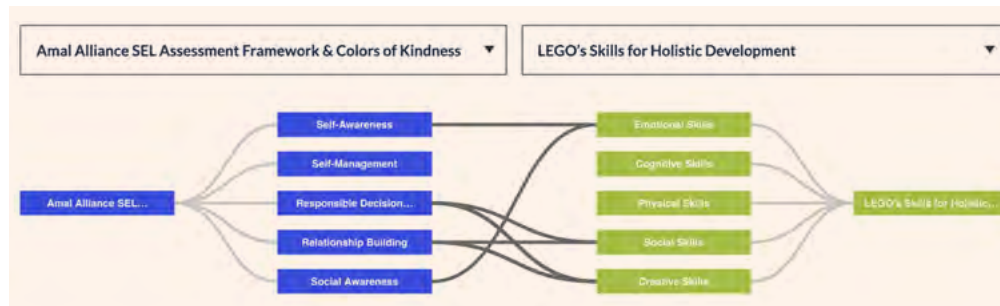 Amal Alliance SEL Assessment Framework & Colors of Kindness
LEGO's Skills for Holistic Development
Self-Awareness
Emotional Skills
Self-Management
Cognitive Skills
Amal Alliance SEL...
Responsible Decision...
Physical Skills
LEGO's Skills for Holistic...
Relationship Building
Social Skills
Social Awareness
Creative Skills